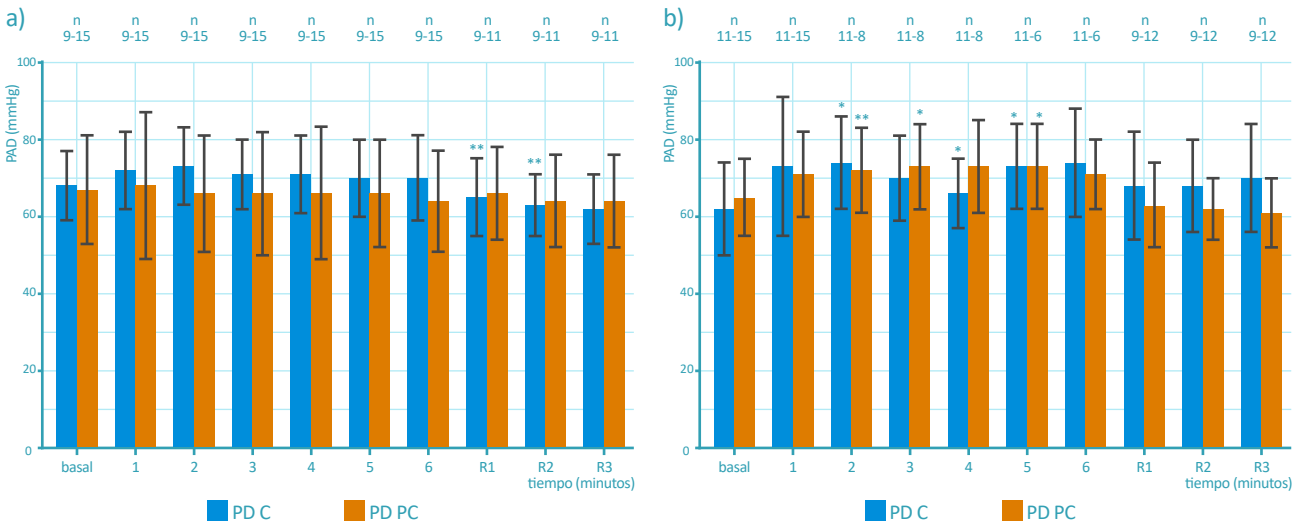 a)
n n n n n n n n n n
9-15 9-15 9-15 9-15 9-15 9-15 9-15 9-11 9-11 9-11
PAD (mmHg)
100
80
60
40
20
0
** **
basal 1 2 3 4 5 6 R1 R2 R3
tiempo (minutos)
PD C PD PC
b)
n n n n n n n n n n
11-15 11-15 11-8 11-8 11-8 11-6 11-6 9-12 9-12 9-12
PAD (mmHg)
100
80
60
40
20
0
* ** * * * *
basal 1 2 3 4 5 6 R1 R2 R3
tiempo (minutos)
PD C PD PC